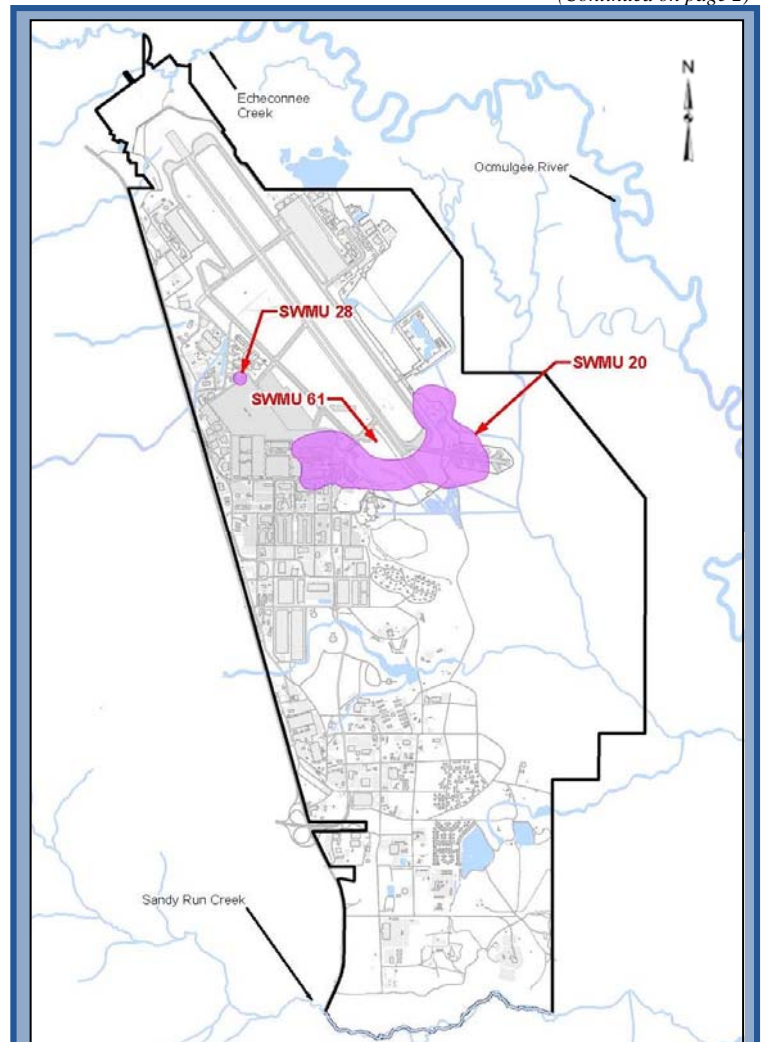 (Continued on page 2)
N
Echeconnee
Creek
Ocmulgee River
SWMU 28
SWMU 20
SWMU 61
Sandy Run Creek